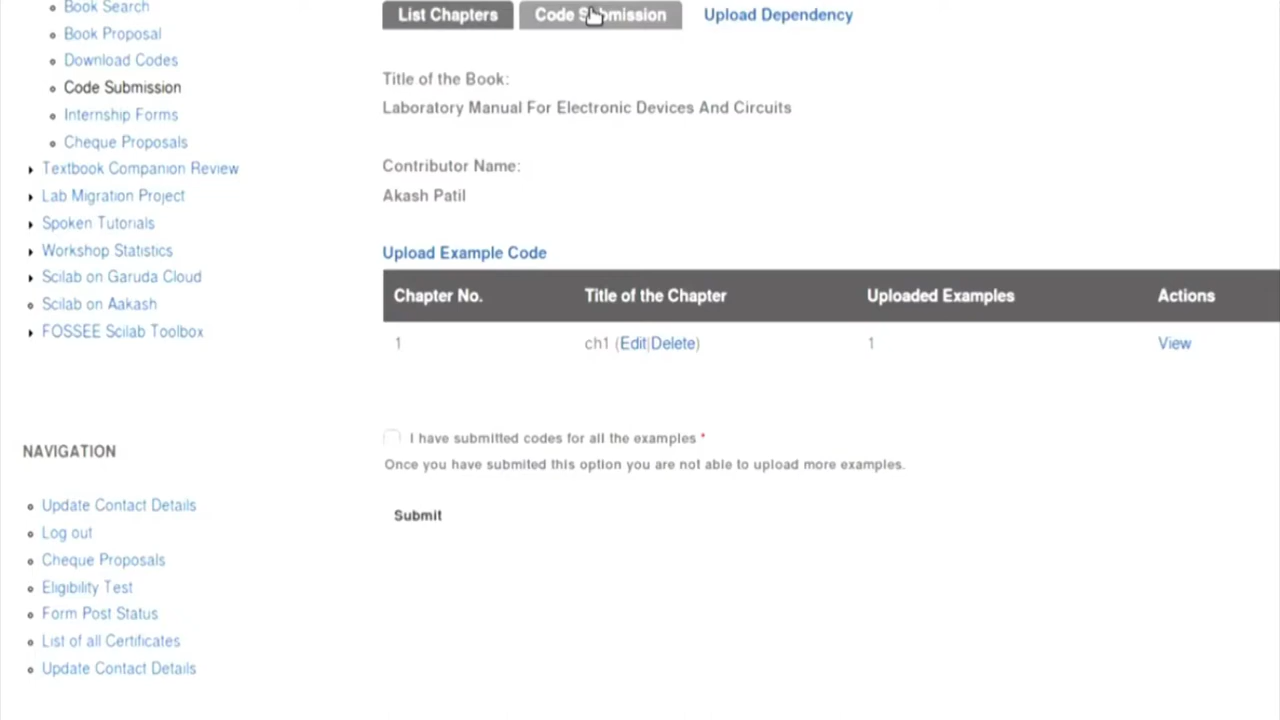 Book Search
Book Proposal
Download Codes
Code Submission
Internship Forms
Cheque Proposals
Textbook Companion Review
Lab Migration Project
Spoken Tutorials
Workshop Statistics
Scilab on Garuda Cloud
Scilab on Aakash
FOSSEE Scilab Toolbox
NAVIGATION
Update Contact Details
Log out
Cheque Proposals
Eligibility Test
Form Post Status
List of all Certificates
Update Contact Details
List Chapters Code Submission Upload Dependency
Title of the Book:
Laboratory Manual For Electronic Devices And Circuits
Contributor Name:
Akash Patil
Upload Example Code
Chapter No. Title of the Chapter Uploaded Examples Actions
1 ch1 (Edit|Delete) 1 View
I have submitted codes for all the examples *
Once you have submited this option you are not able to upload more examples.
Submit